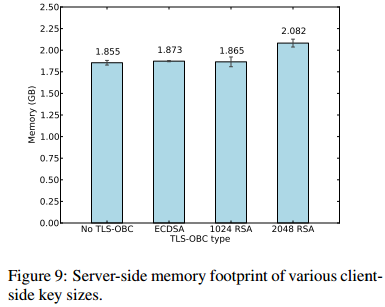 2.50
2.25
2.00
1.75
1.50
1.25
1.00
0.75
0.50
0.25
0.00
Memory (GB)
1.855
1.873
1.865
2.082
No TLS-OBC
ECDSA
1024 RSA
2048 RSA
TLS-OBC type
Figure 9: Server-side memory footprint of various client-
side key sizes.